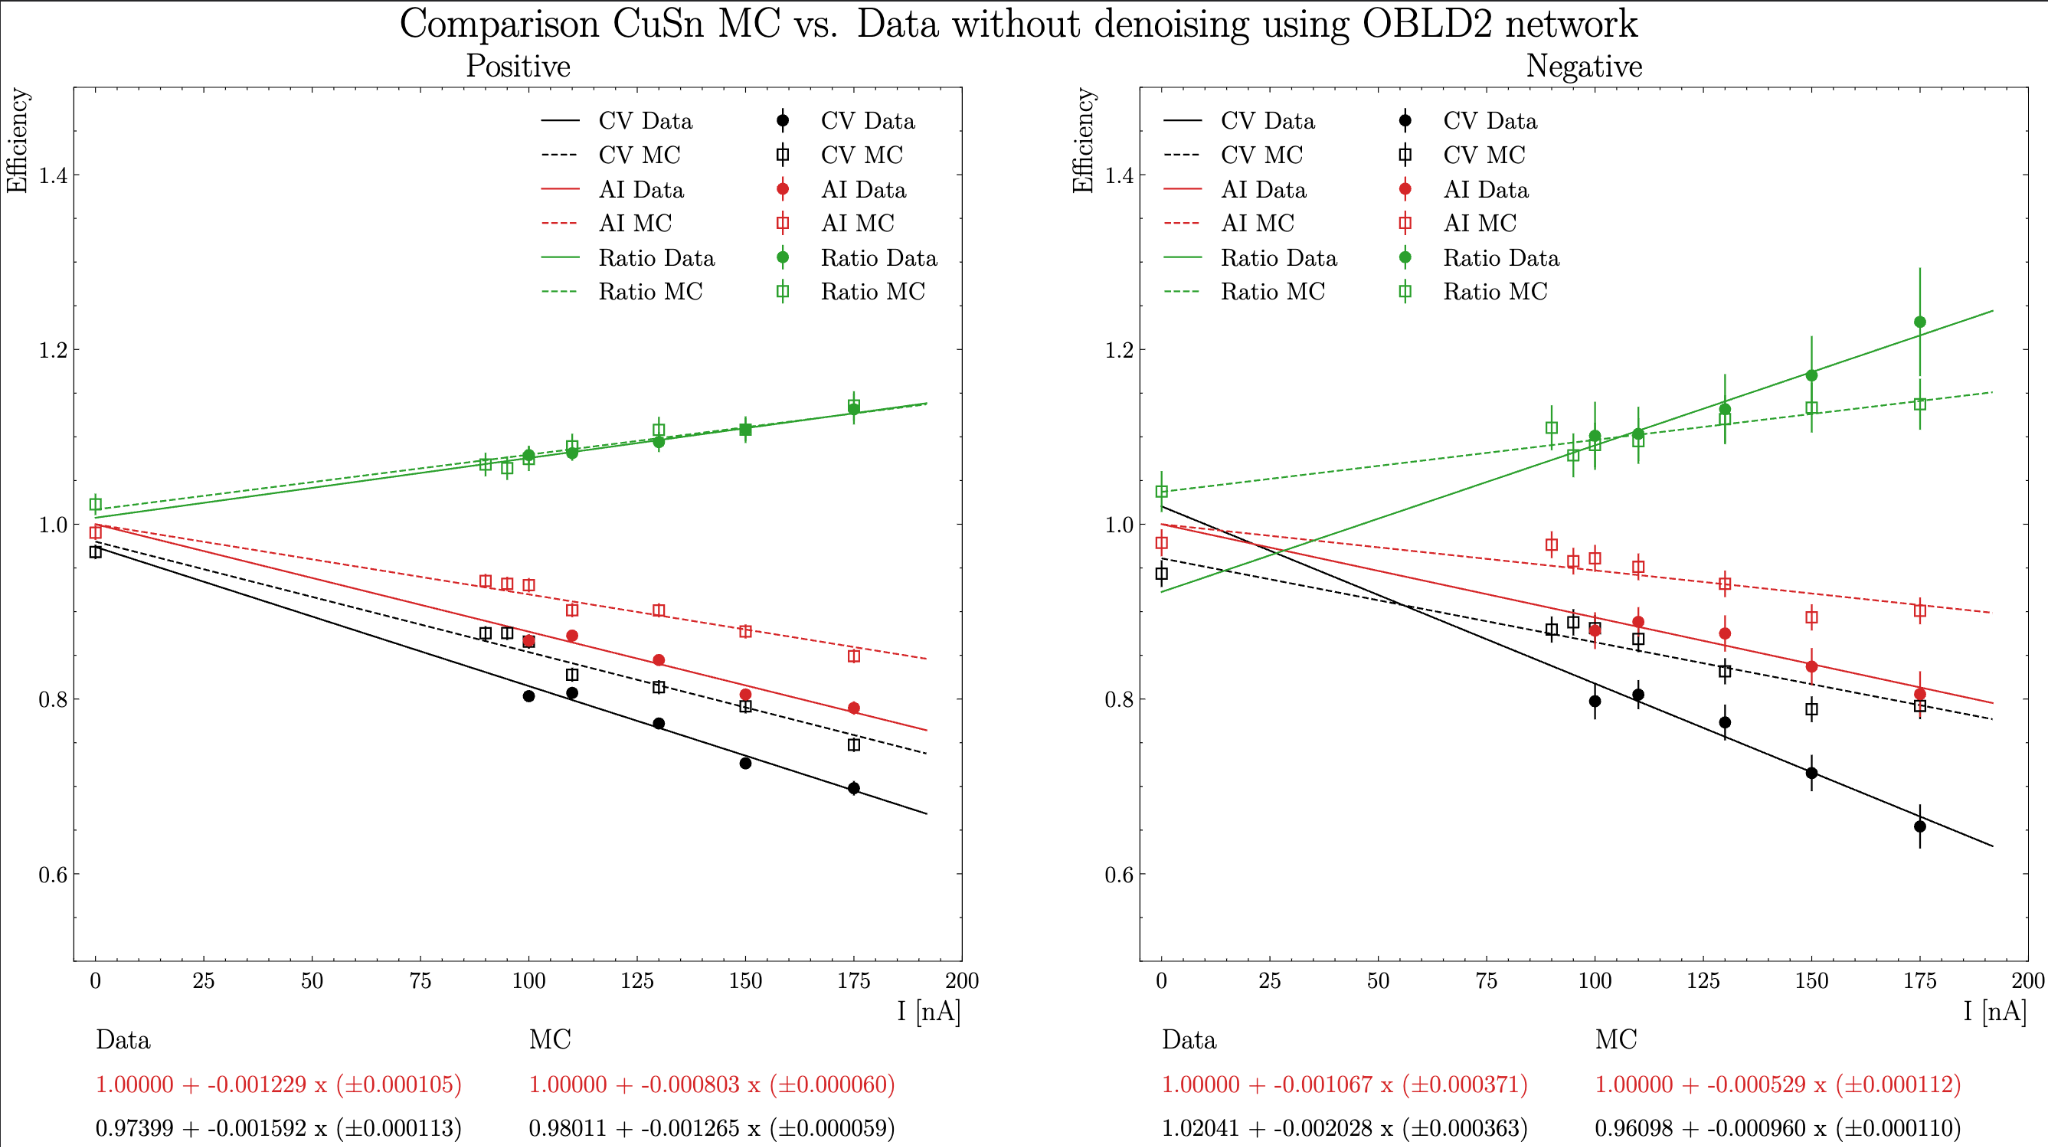 Comparison CuSn MC vs. Data without denoising using OBLD2 network
Positive
Efficiency
CV Data
CV MC
AI Data
AI MC
Ratio Data
Ratio MC
CV Data
CV MC
AI Data
AI MC
Ratio Data
Ratio MC
1.4
1.2
1.0
0.8
0.6
0 25 50 75 100 125 150 175 200
I [nA]
Data MC
1.00000 + -0.001229 x (±0.000105) 1.00000 + -0.000803 x (±0.000060)
0.97399 + -0.001592 x (±0.000113) 0.98011 + -0.001265 x (±0.000059)
Negative
Efficiency
CV Data
CV MC
AI Data
AI MC
Ratio Data
Ratio MC
CV Data
CV MC
AI Data
AI MC
Ratio Data
Ratio MC
1.4
1.2
1.0
0.8
0.6
0 25 50 75 100 125 150 175 200
I [nA]
Data MC
1.00000 + -0.001067 x (±0.000371) 1.00000 + -0.000529 x (±0.000112)
1.02041 + -0.002028 x (±0.000363) 0.96098 + -0.000960 x (±0.000110)